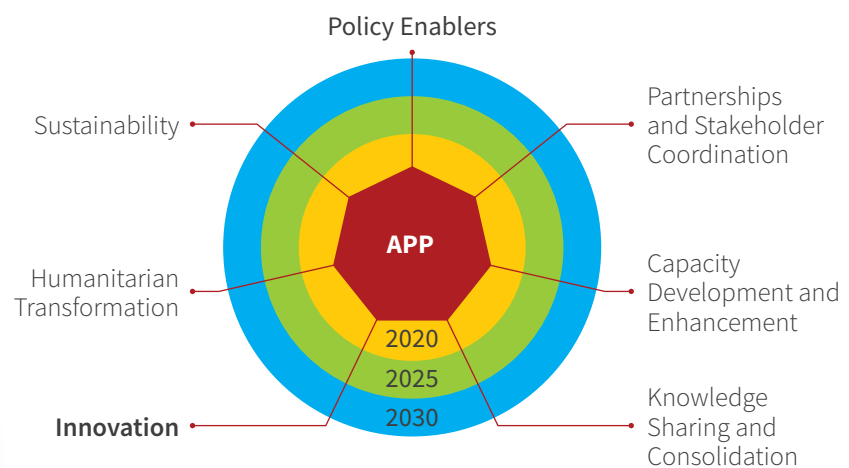 Policy Enablers
Sustainability
Partnerships
and Stakeholder
Coordination
APP
Humanitarian
Transformation
Capacity
Development and
Enhancement
2020
2025
2030
Innovation
Knowledge
Sharing and
Consolidation